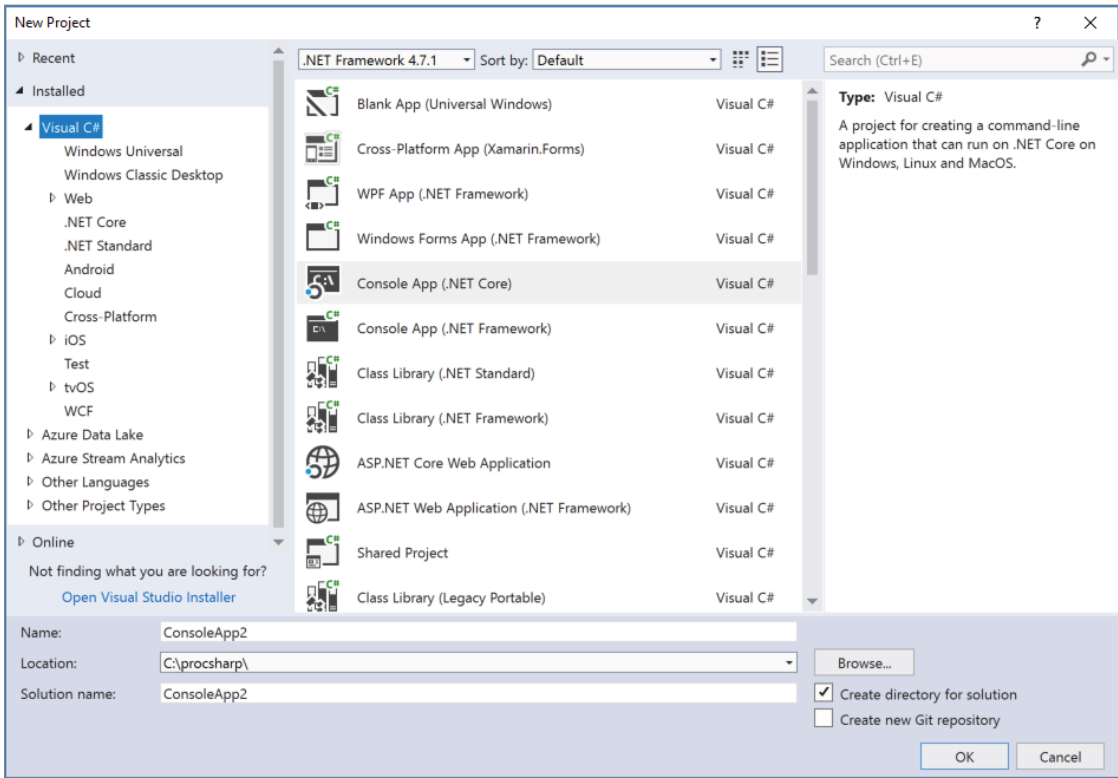 New Project
?
Recent
Installed
Visual C#
Windows Universal
Windows Classic Desktop
Web
.NET Core
.NET Standard
Android
Cloud
Cross-Platform
iOS
Test
tvOS
WCF
Azure Data Lake
Azure Stream Analytics
Other Languages
Other Project Types
Online
Not finding what you are looking for?
Open Visual Studio Installer
.NET Framework 4.7.1 Sort by: Default
C# Blank App (Universal Windows) Visual C#
C# Cross-Platform App (Xamarin.Forms) Visual C#
C# WPF App (.NET Framework) Visual C#
C# Windows Forms App (.NET Framework) Visual C#
C:\ Console App (.NET Core) Visual C#
C# C:\ Console App (.NET Framework) Visual C#
C# Class Library (.NET Standard) Visual C#
C# Class Library (.NET Framework) Visual C#
C# ASP.NET Core Web Application Visual C#
ASP.NET Web Application (.NET Framework) Visual C#
C# Shared Project Visual C#
C# Class Library (Legacy Portable) Visual C#
Search (Ctrl+E)
Type: Visual C#
A project for creating a command-line
application that can run on .NET Core on
Windows, Linux and MacOS.
Name: ConsoleApp2
Location: C:\procsharp\ Browse...
Solution name: ConsoleApp2
Create directory for solution
Create new Git repository
OK Cancel